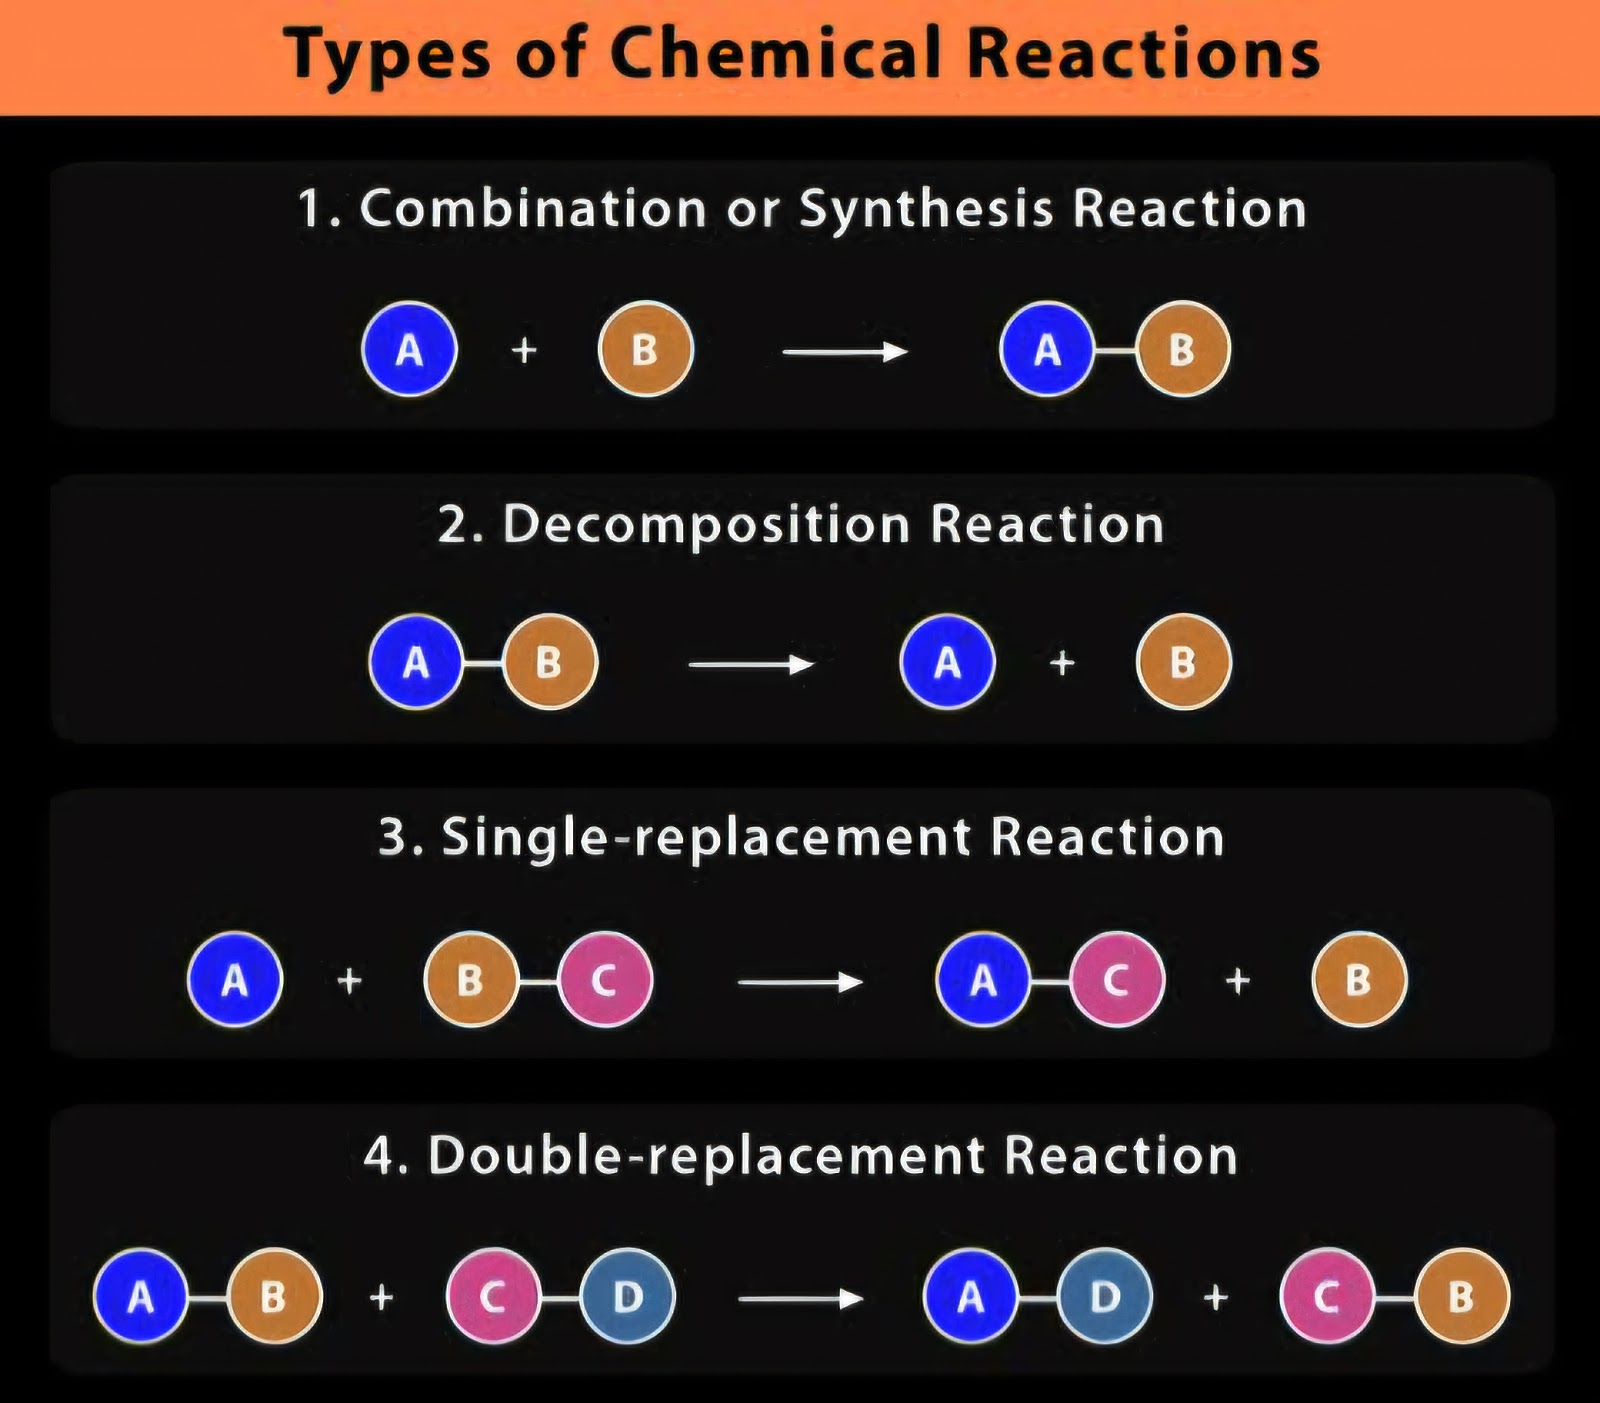 Types of Chemical Reactions
1. Combination or Synthesis Reaction
A + B A B
2. Decomposition Reaction
A B A + B
3. Single-replacement Reaction
A + B C A C + B
4. Double-replacement Reaction
A B + C D A D + C B